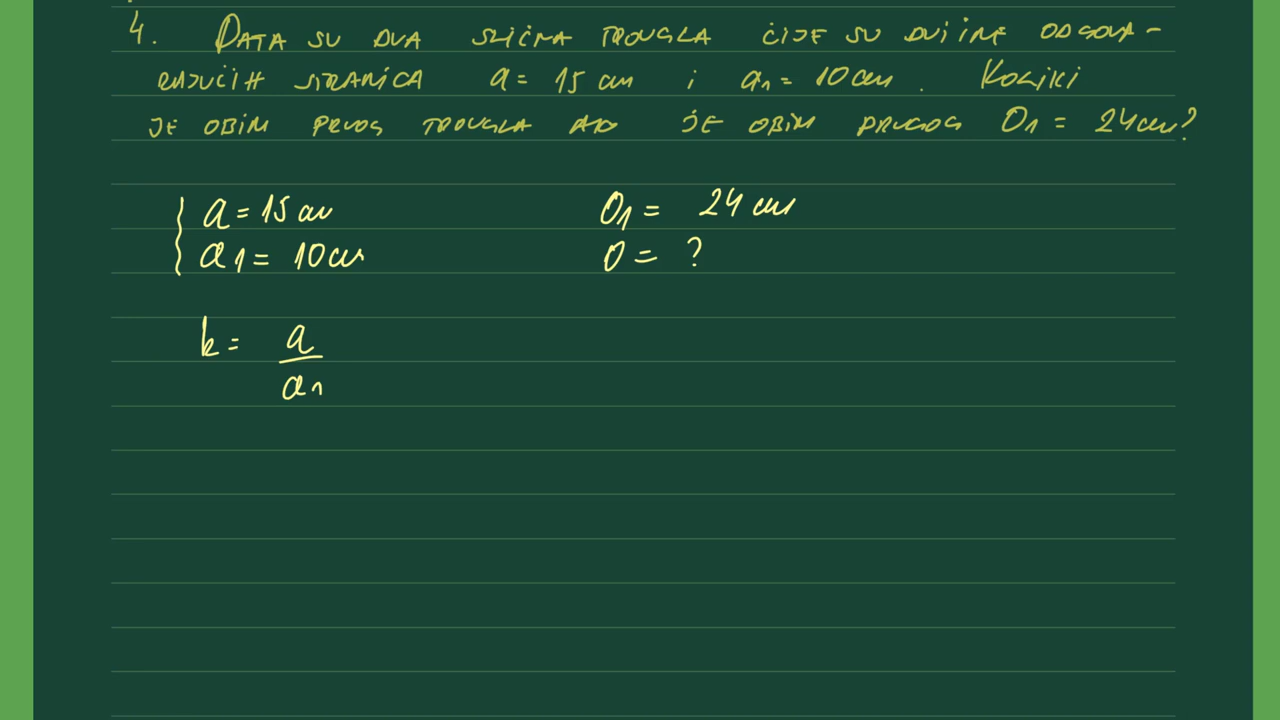 4. DATA SU DVA SLIČNA TROUGLA ČIJE SU DUŽINE ODGOVA-
RAJUĆIH STRANICA a = 15 cm i a1 = 10 cm. KOLIKI
JE OBIM PRVOG TROUGLA AKO JE OBIM DRUGOG O1 = 24 cm?
a = 15 cm O1 = 24 cm
a1 = 10 cm O = ?
k = a
a1